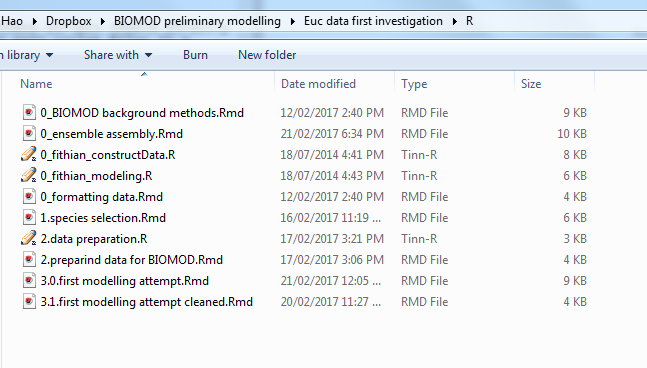 Hao Dropbox BIOMOD preliminary modelling Euc data first investigation R
library Share with Burn New folder
Name Date modified Type Size
0_BIOMOD background methods.Rmd 12/02/2017 2:40 PM RMD File 9 KB
0_ensemble assembly.Rmd 21/02/2017 6:34 PM RMD File 10 KB
0_fithian_constructData.R 18/07/2014 4:41 PM Tinn-R 8 KB
0_fithian_modeling.R 18/07/2014 4:43 PM Tinn-R 6 KB
0_formatting data.Rmd 12/02/2017 2:40 PM RMD File 4 KB
1.species selection.Rmd 16/02/2017 11:19 ... RMD File 6 KB
2.data preparation.R 17/02/2017 3:21 PM Tinn-R 3 KB
2.preparind data for BIOMOD.Rmd 17/02/2017 3:06 PM RMD File 4 KB
3.0.first modelling attempt.Rmd 21/02/2017 12:05 ... RMD File 9 KB
3.1.first modelling attempt cleaned.Rmd 20/02/2017 11:27 ... RMD File 4 KB